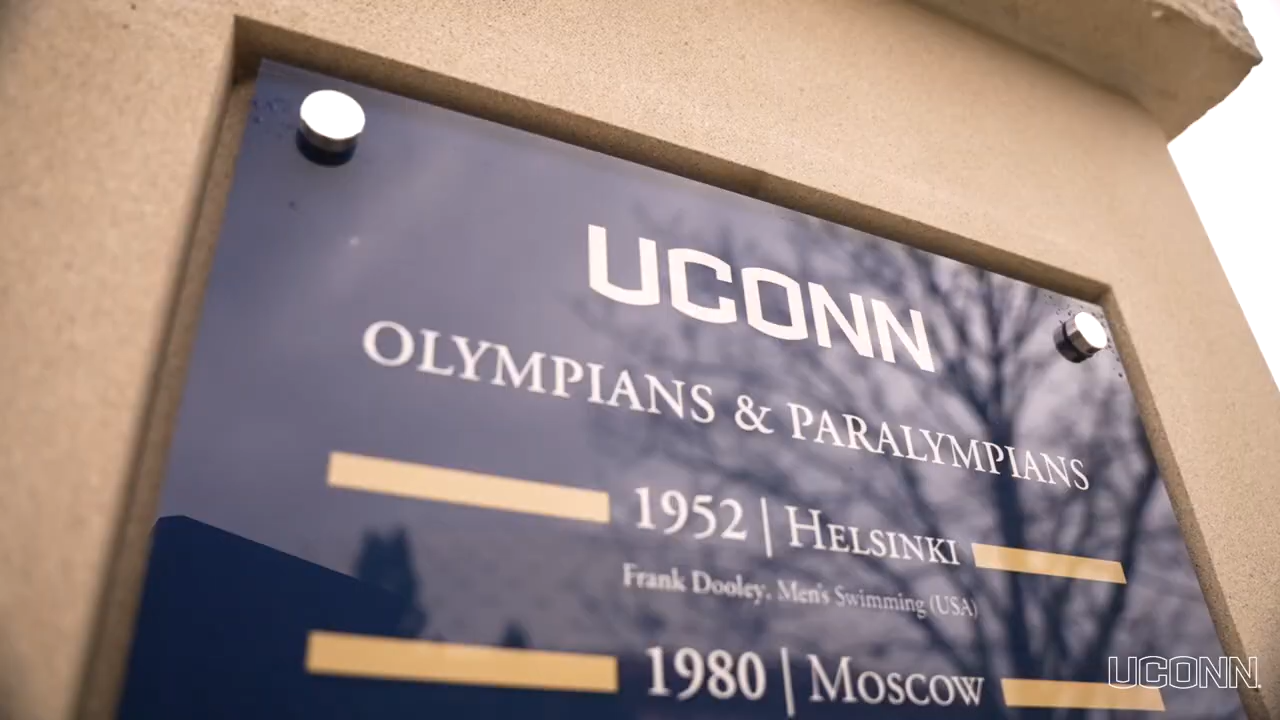 UCONN
OLYMPIANS & PARALYMPIANS
1952 | HELSINKI
Frank Dooley, Men's Swimming (USA)
1980 | MOSCOW
UCONN